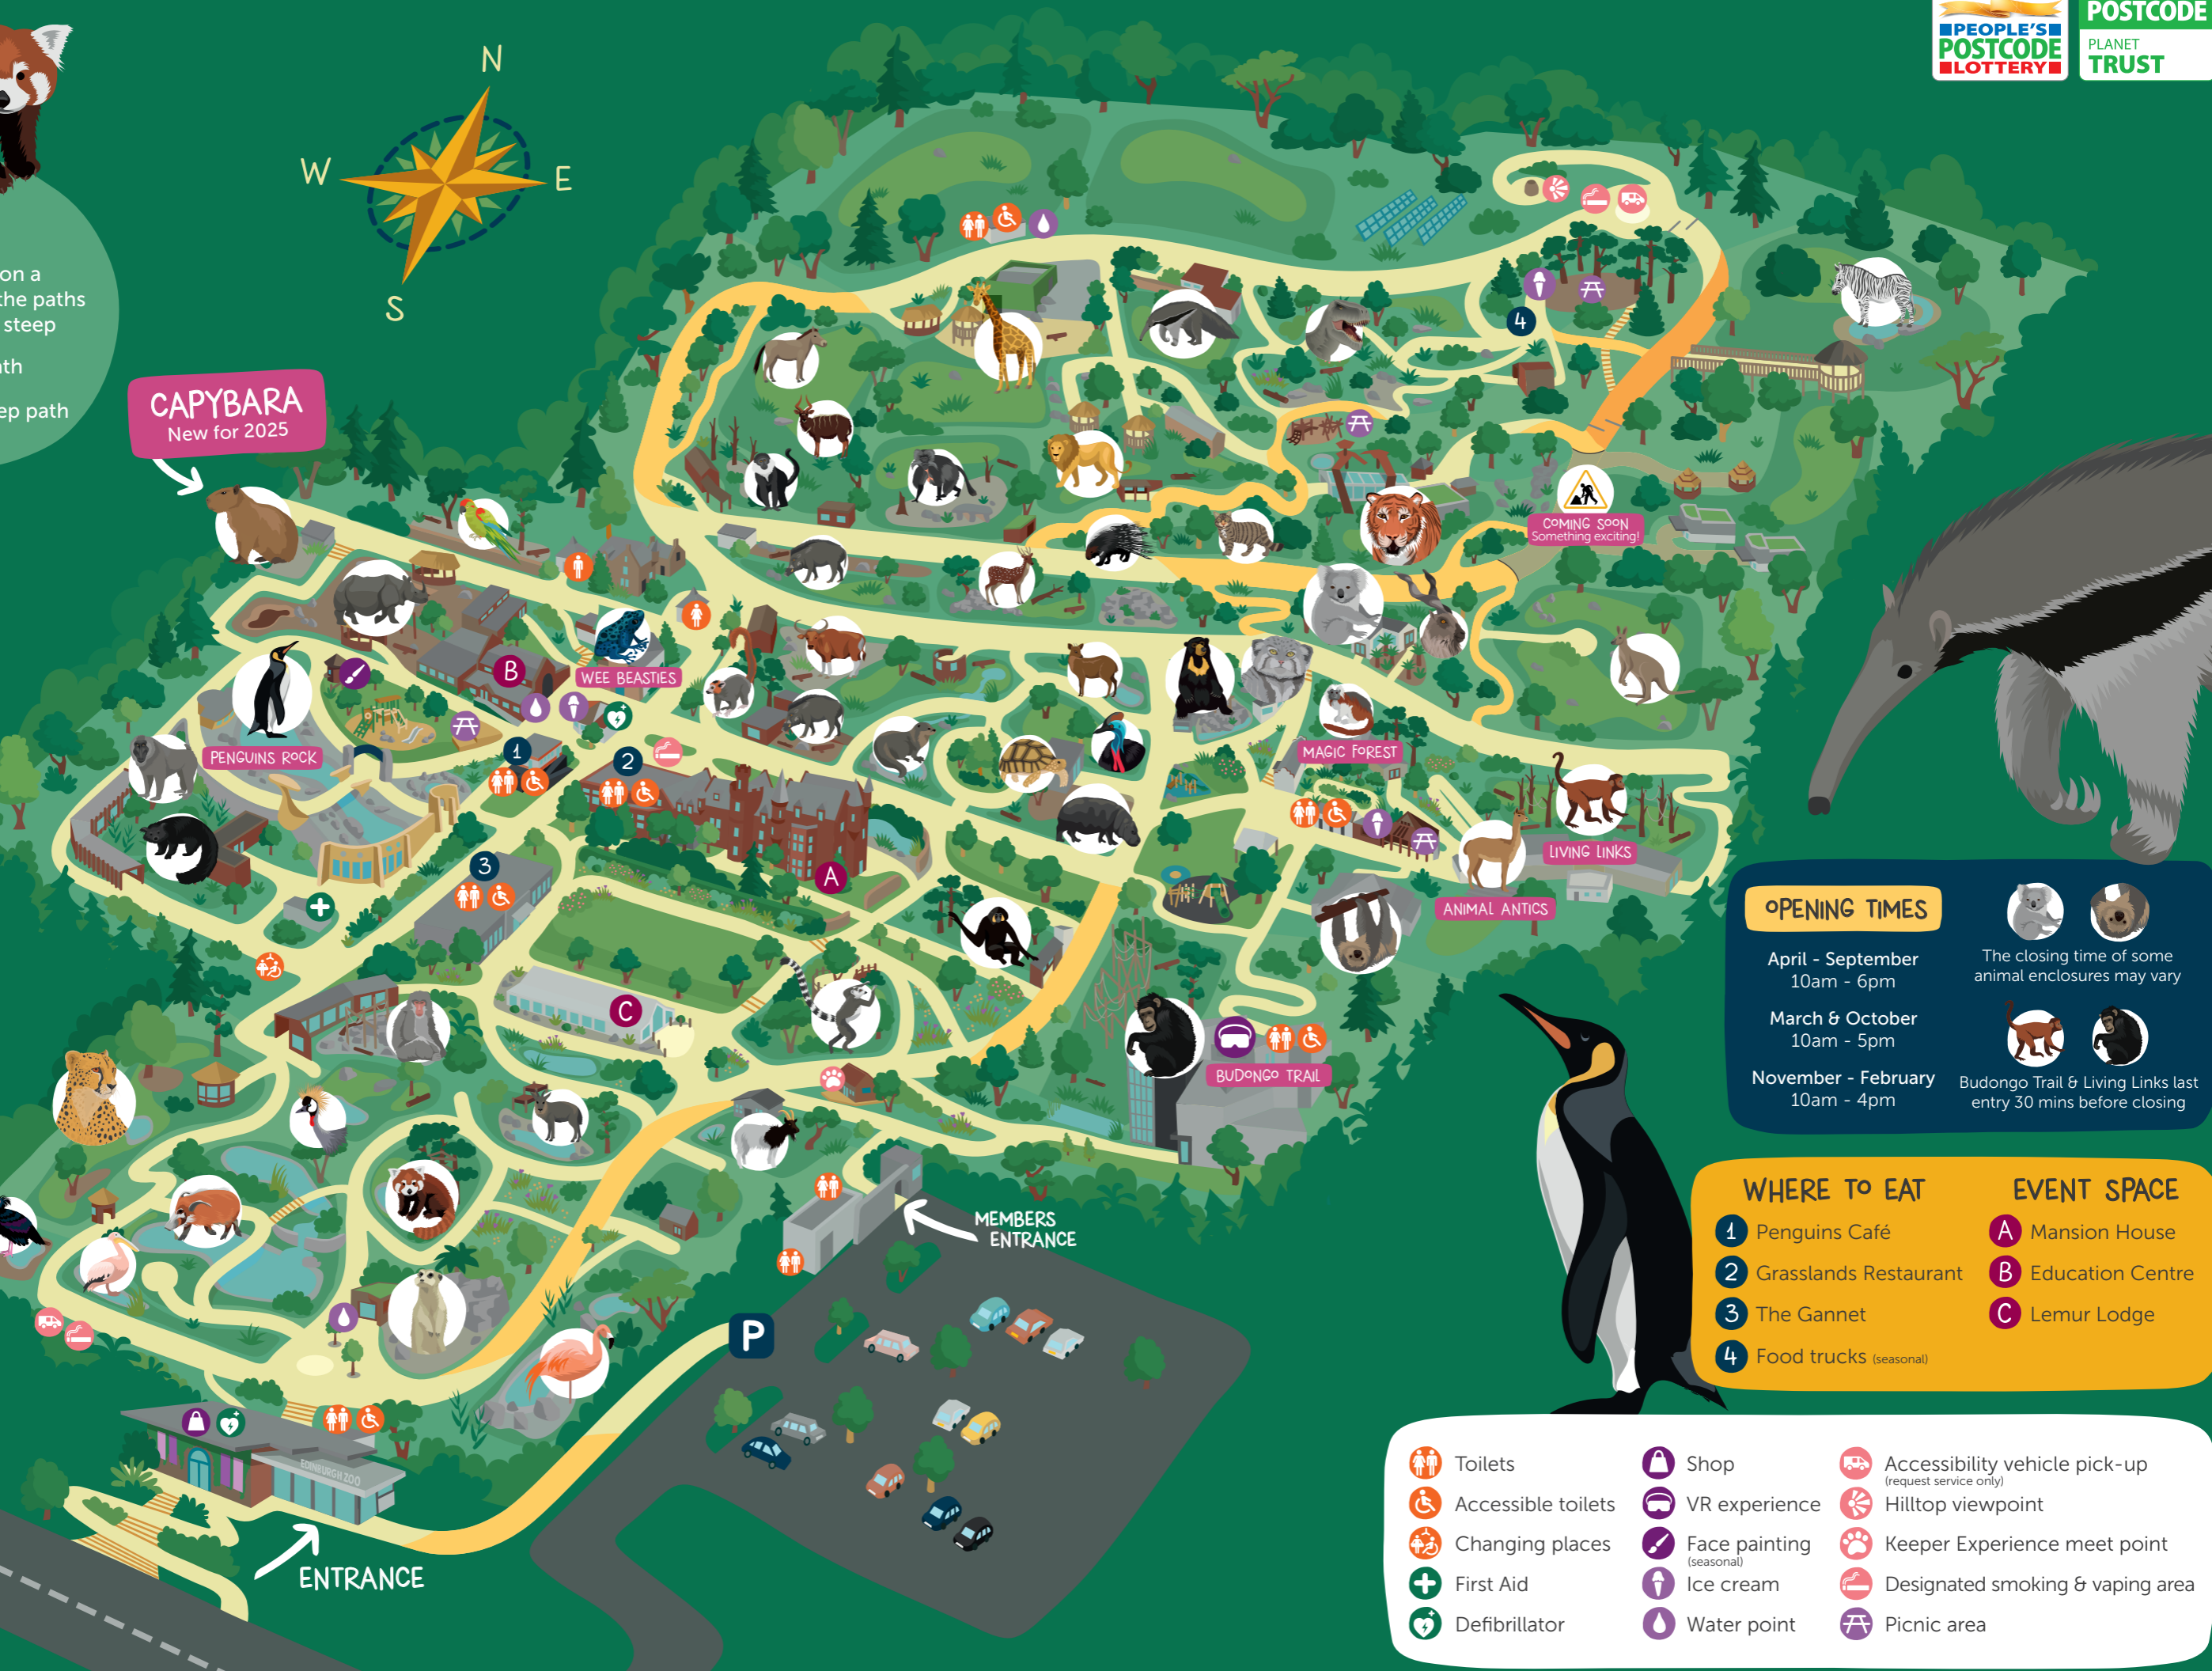 PEOPLE'S
POSTCODE
LOTTERY
POSTCODE
PLANET
TRUST
N
W
E
S
on a
the paths
steep
ep path
CAPYBARA
New for 2025
4
COMING SOON
Something exciting!
B
WEE BEASTIES
PENGUINS ROCK
1
2
MAGIC FOREST
3
A
LIVING LINKS
ANIMAL ANTICS
C
BUDONGO TRAIL
MEMBERS
ENTRANCE
P
EDINBURGH ZOO
ENTRANCE
OPENING TIMES
April - September
10am - 6pm
March & October
10am - 5pm
November - February
10am - 4pm
The closing time of some
animal enclosures may vary
Budongo Trail & Living Links last
entry 30 mins before closing
WHERE TO EAT
1 Penguins Café
2 Grasslands Restaurant
3 The Gannet
4 Food trucks (seasonal)
EVENT SPACE
A Mansion House
B Education Centre
C Lemur Lodge
Toilets
Accessible toilets
Changing places
First Aid
Defibrillator
Shop
VR experience
Face painting
(seasonal)
Ice cream
Water point
Accessibility vehicle pick-up
(request service only)
Hilltop viewpoint
Keeper Experience meet point
Designated smoking & vaping area
Picnic area